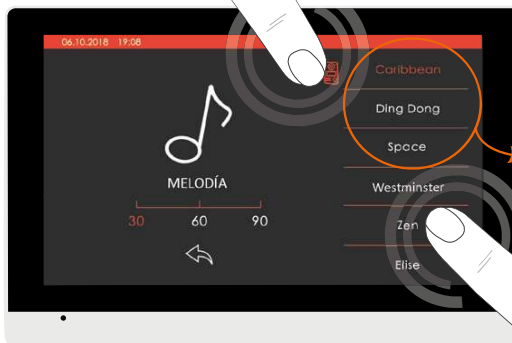 06.10.2018 19:08
Caribbean
Ding Dong
Space
MELODÍA
Westminster
30 60 90
Zen
Elise